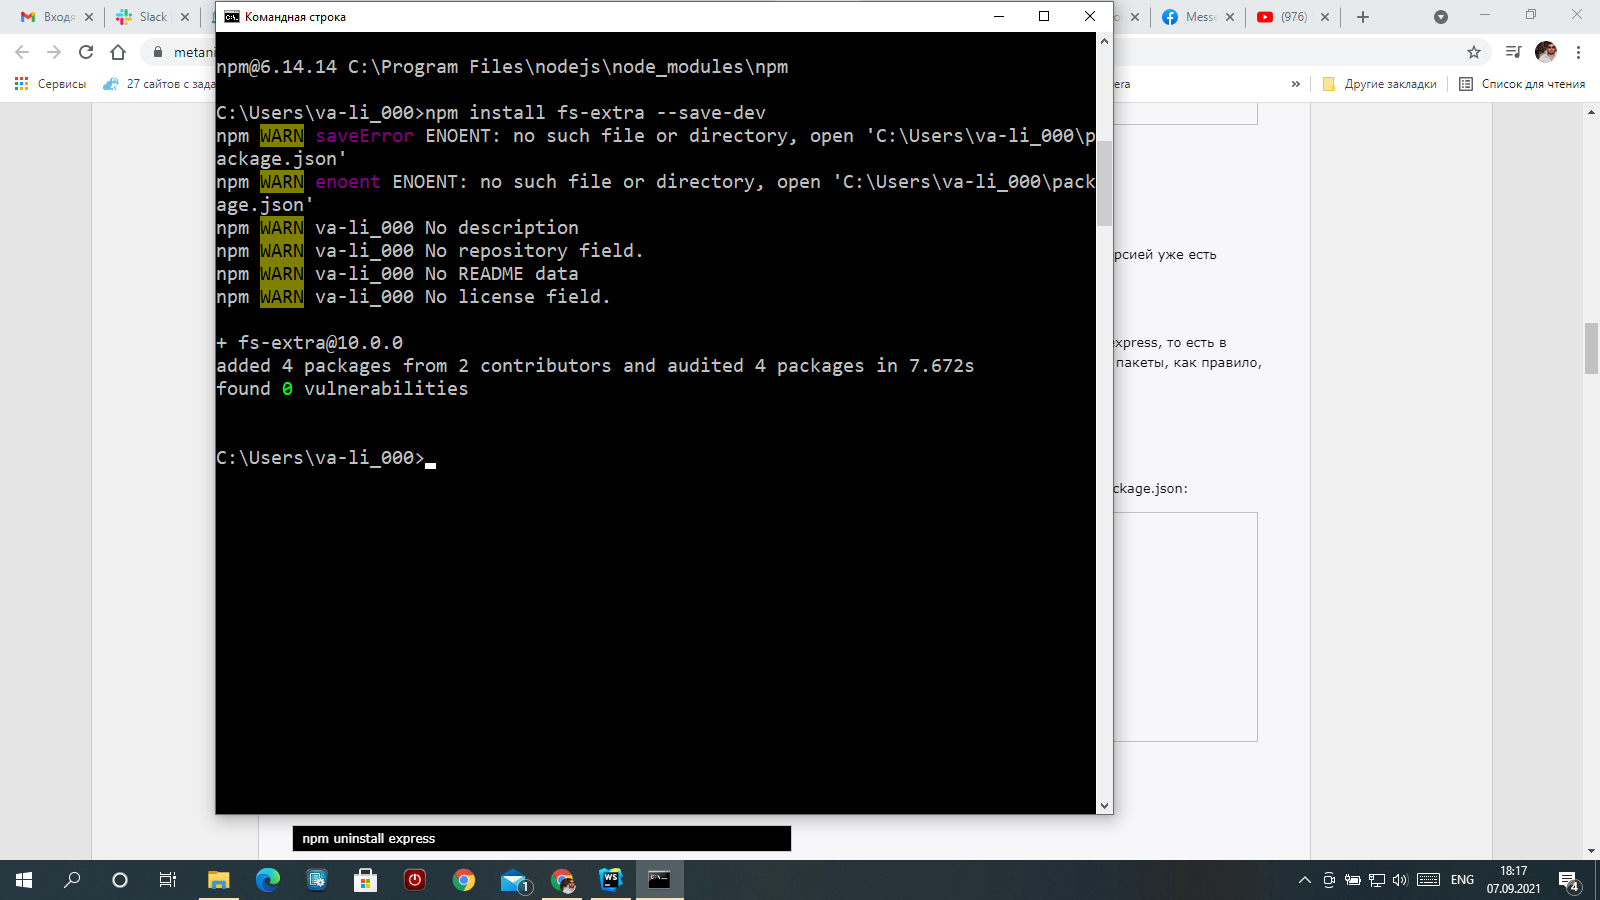 Входя
Slack
Командная строка
Mess
(976)
metani
Сервисы
27 сайтов с зада
era
»
Другие закладки
Список для чтения
npm@6.14.14 C:\Program Files\nodejs\node_modules\npm
C:\Users\va-li_000>npm install fs-extra --save-dev
npm WARN saveError ENOENT: no such file or directory, open 'C:\Users\va-li_000\p
ackage.json'
npm WARN enoent ENOENT: no such file or directory, open 'C:\Users\va-li_000\pack
age.json'
npm WARN va-li_000 No description
npm WARN va-li_000 No repository field.
npm WARN va-li_000 No README data
npm WARN va-li_000 No license field.
+ fs-extra@10.0.0
added 4 packages from 2 contributors and audited 4 packages in 7.672s
found 0 vulnerabilities
C:\Users\va-li_000>
рсией уже есть
xpress, то есть в
пакеты, как правило,
ckage.json:
npm uninstall express
1
WS
ENG
18:17
07.09.2021
4